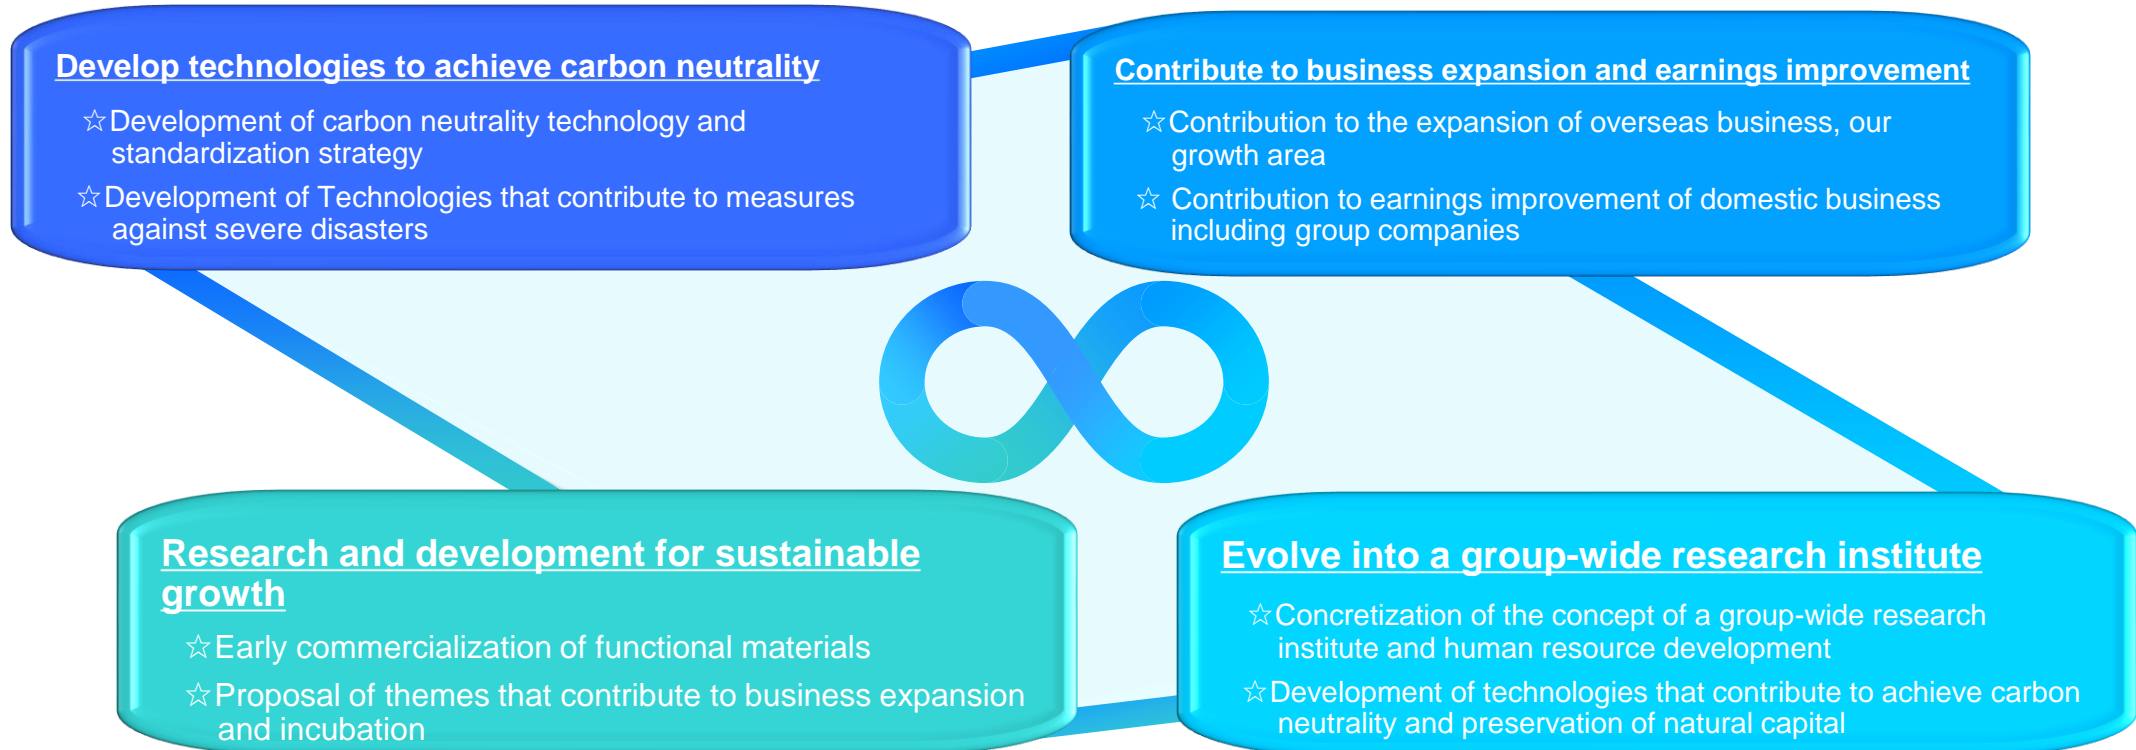 Develop technologies to achieve carbon neutrality
☆Development of carbon neutrality technology and
standardization strategy
☆Development of Technologies that contribute to measures
against severe disasters
Contribute to business expansion and earnings improvement
☆Contribution to the expansion of overseas business, our
growth area
☆ Contribution to earnings improvement of domestic business
including group companies
Research and development for sustainable
growth
☆Early commercialization of functional materials
☆Proposal of themes that contribute to business expansion
and incubation
Evolve into a group-wide research institute
☆Concretization of the concept of a group-wide research
institute and human resource development
☆Development of technologies that contribute to achieve carbon
neutrality and preservation of natural capital